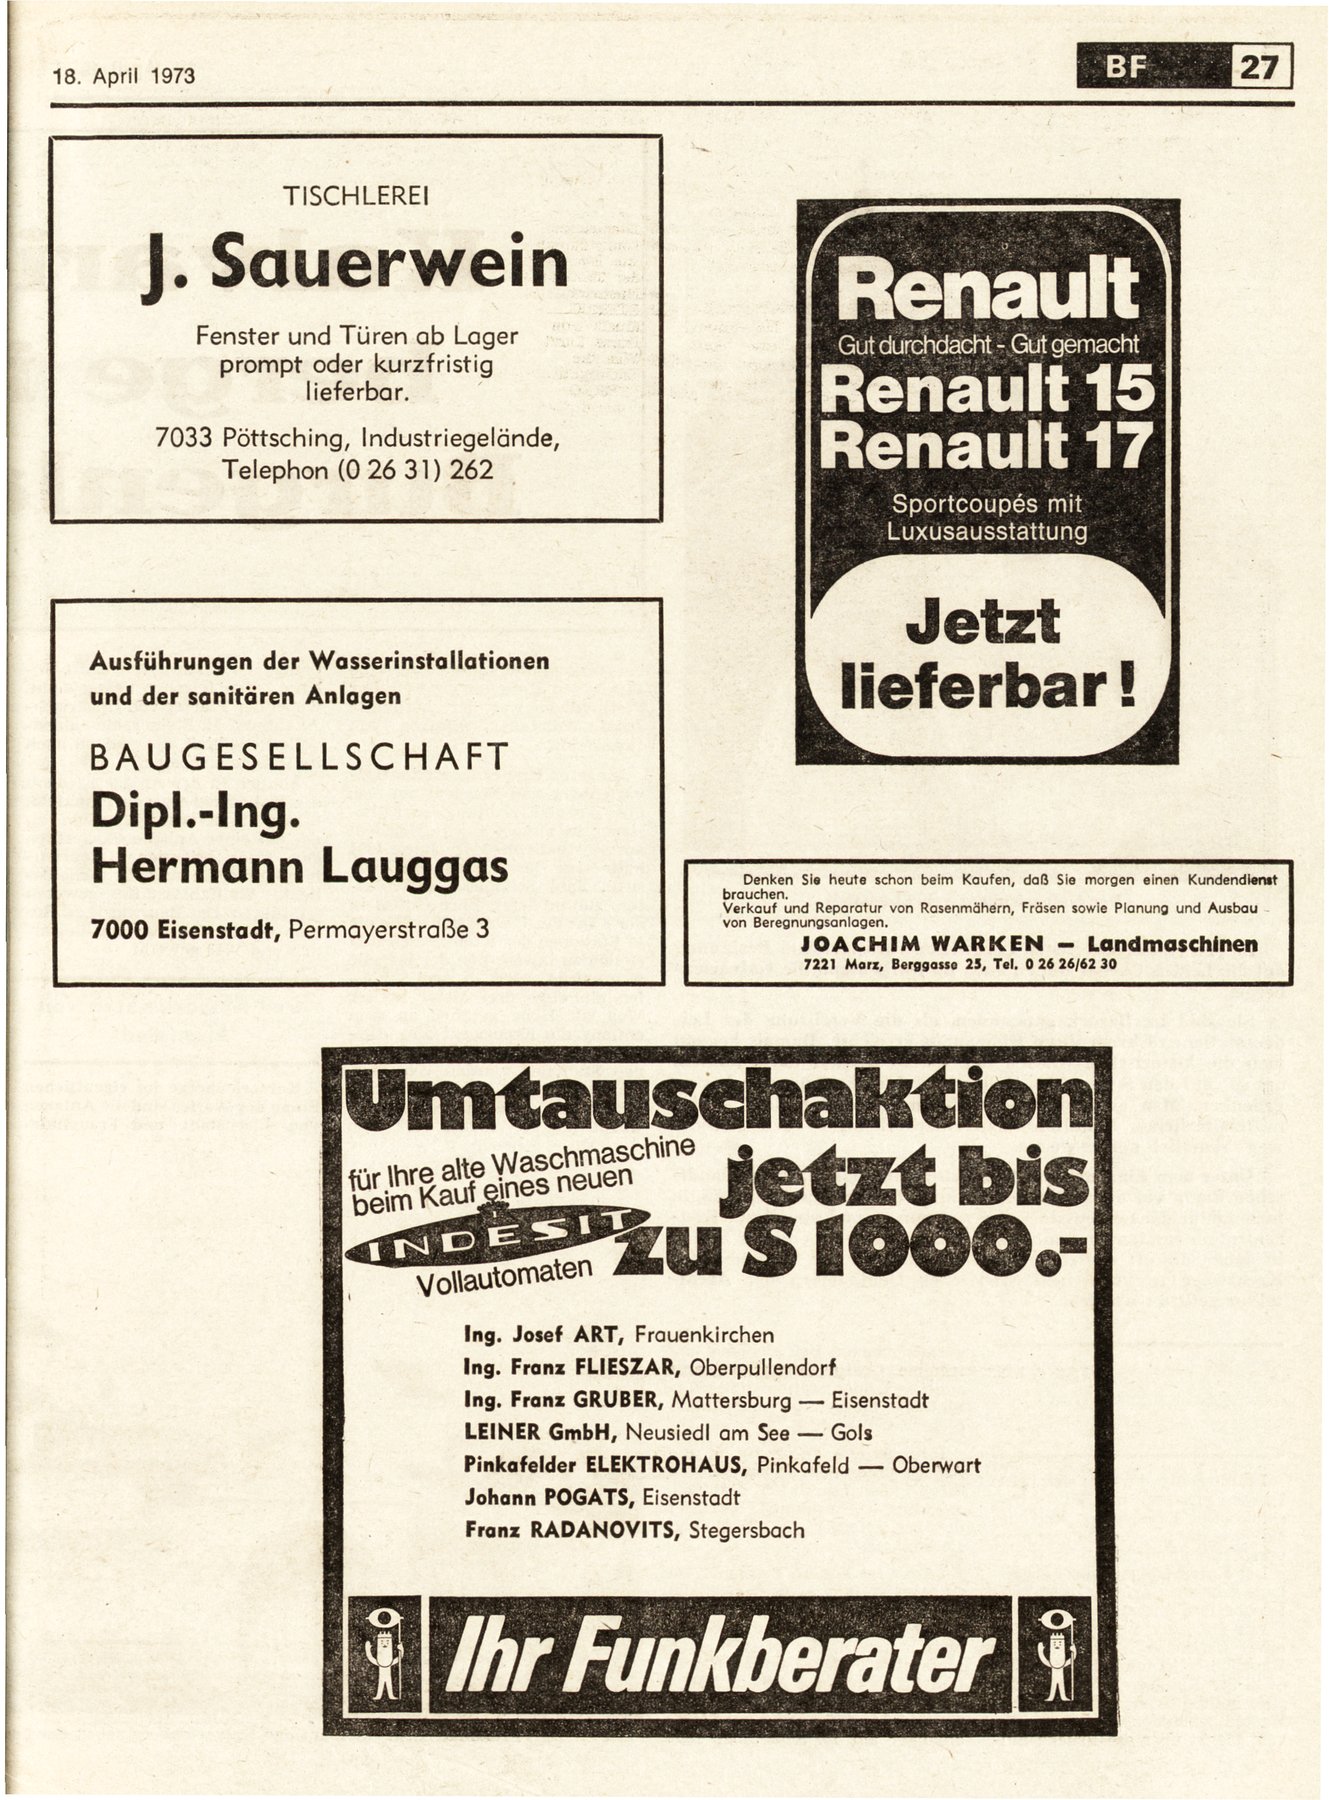 18. April 1973
BF 27
TISCHLEREI
J. Sauerwein
Fenster und Türen ab Lager
prompt oder kurzfristig
lieferbar.
7033 Pöttsching, Industriegelände,
Telephon (0 26 31) 262
Renault
Gut durchdacht - Gut gemacht
Renault 15
Renault 17
Sportcoupés mit
Luxusausstattung
Jetzt
lieferbar!
Ausführungen der Wasserinstallationen
und der sanitären Anlagen
BAUGESELLSCHAFT
Dipl.-Ing.
Hermann Lauggas
7000 Eisenstadt, Permayerstraße 3
Denken Sie heute schon beim Kaufen, daß Sie morgen einen Kundendienst
brauchen.
Verkauf und Reparatur von Rasenmähern, Fräsen sowie Planung und Ausbau
von Beregnungsanlagen.
JOACHIM WARKEN — Landmaschinen
7221 Marz, Berggasse 25, Tel. 0 26 26/62 30
Umtauschaktion
für Ihre alte Waschmaschine
beim Kauf eines neuen
INDESIT
Vollautomaten
jetzt bis
zu S 1000.-
Ing. Josef ART, Frauenkirchen
Ing. Franz FLIESZAR, Oberpullendorf
Ing. Franz GRUBER, Mattersburg — Eisenstadt
LEINER GmbH, Neusiedl am See — Gols
Pinkafelder ELEKTROHAUS, Pinkafeld — Oberwart
Johann POGATS, Eisenstadt
Franz RADANOVITS, Stegersbach
Ihr Funkberater